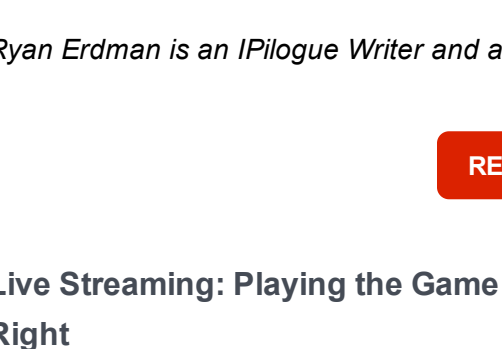 Ryan Erdman is an IPilogue Writer and a
RE
Live Streaming: Playing the Game
Right